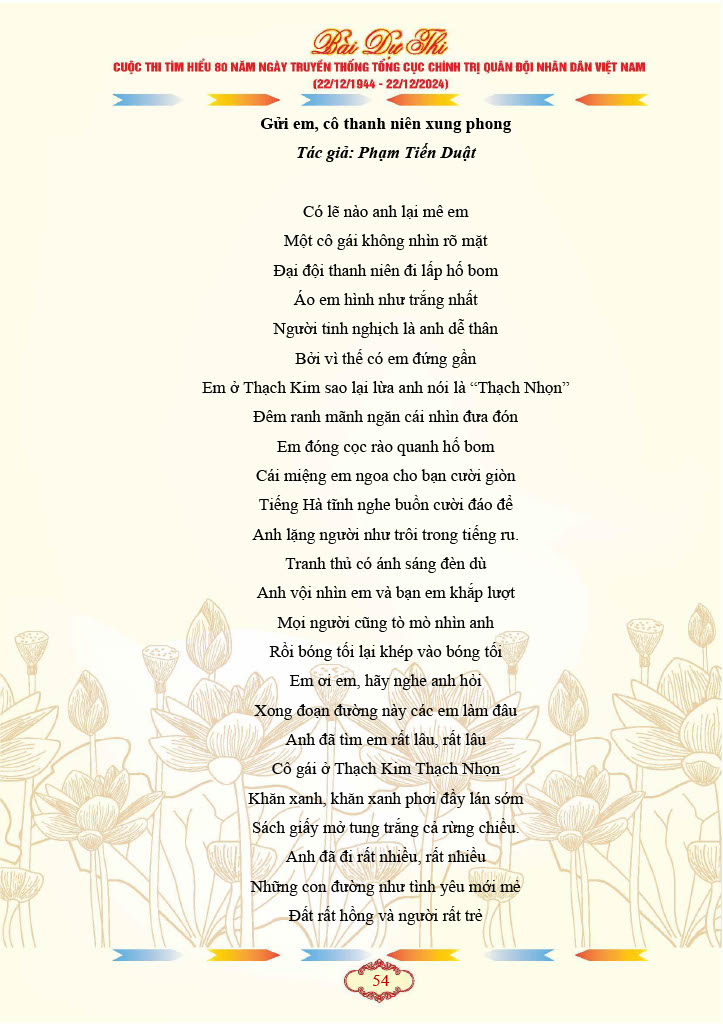 Bài Dự Thi
CUỘC THI TÌM HIỂU 80 NĂM NGÀY TRUYỀN THỐNG TỔNG CỤC CHÍNH TRỊ QUÂN ĐỘI NHÂN DÂN VIỆT NAM
(22/12/1944 - 22/12/2024)
Gửi em, cô thanh niên xung phong
Tác giả: Phạm Tiến Duật
Có lẽ nào anh lại mê em
Một cô gái không nhìn rõ mặt
Đại đội thanh niên đi lấp hố bom
Áo em hình như trắng nhất
Người tinh nghịch là anh dễ thân
Bởi vì thế có em đứng gần
Em ở Thạch Kim sao lại lừa anh nói là “Thạch Nhọn”
Đêm ranh mãnh ngăn cái nhìn đưa đón
Em đóng cọc rào quanh hố bom
Cái miệng em ngoa cho bạn cười giòn
Tiếng Hà tĩnh nghe buồn cười đáo để
Anh lặng người như trôi trong tiếng ru.
Tranh thủ có ánh sáng đèn dù
Anh vội nhìn em và bạn em khắp lượt
Mọi người cũng tò mò nhìn anh
Rồi bóng tối lại khép vào bóng tối
Em ơi em, hãy nghe anh hỏi
Xong đoạn đường này các em làm đâu
Anh đã tìm em rất lâu, rất lâu
Cô gái ở Thạch Kim Thạch Nhọn
Khăn xanh, khăn xanh phơi đầy lán sớm
Sách giấy mở tung trắng cả rừng chiều.
Anh đã đi rất nhiều, rất nhiều
Những con đường như tình yêu mới mẻ
Đất rất hồng và người rất trẻ
54